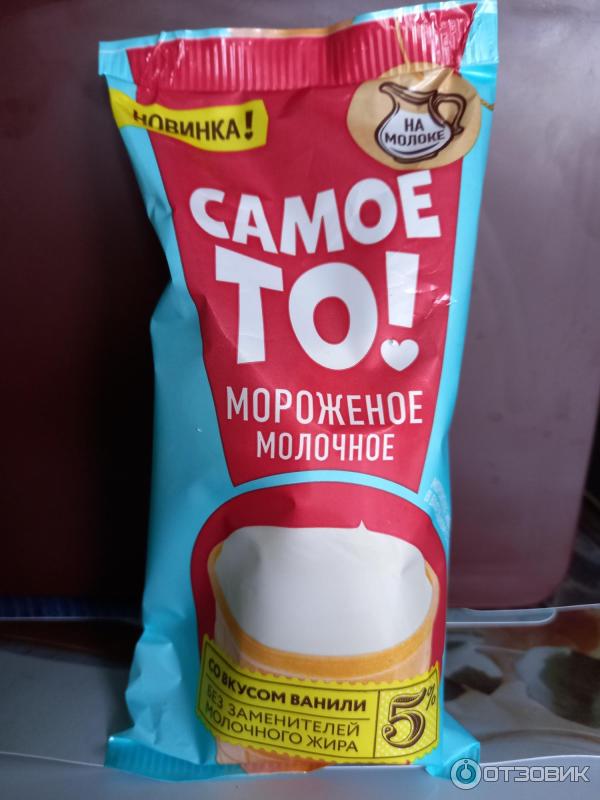 НОВИНКА!
НА
МОЛОКЕ
САМОЕ
ТО!
МОРОЖЕНОЕ
МОЛОЧНОЕ
СО ВКУСОМ ВАНИЛИ
БЕЗ ЗАМЕНИТЕЛЕЙ
МОЛОЧНОГО ЖИРА
5%
ОТЗОВИК